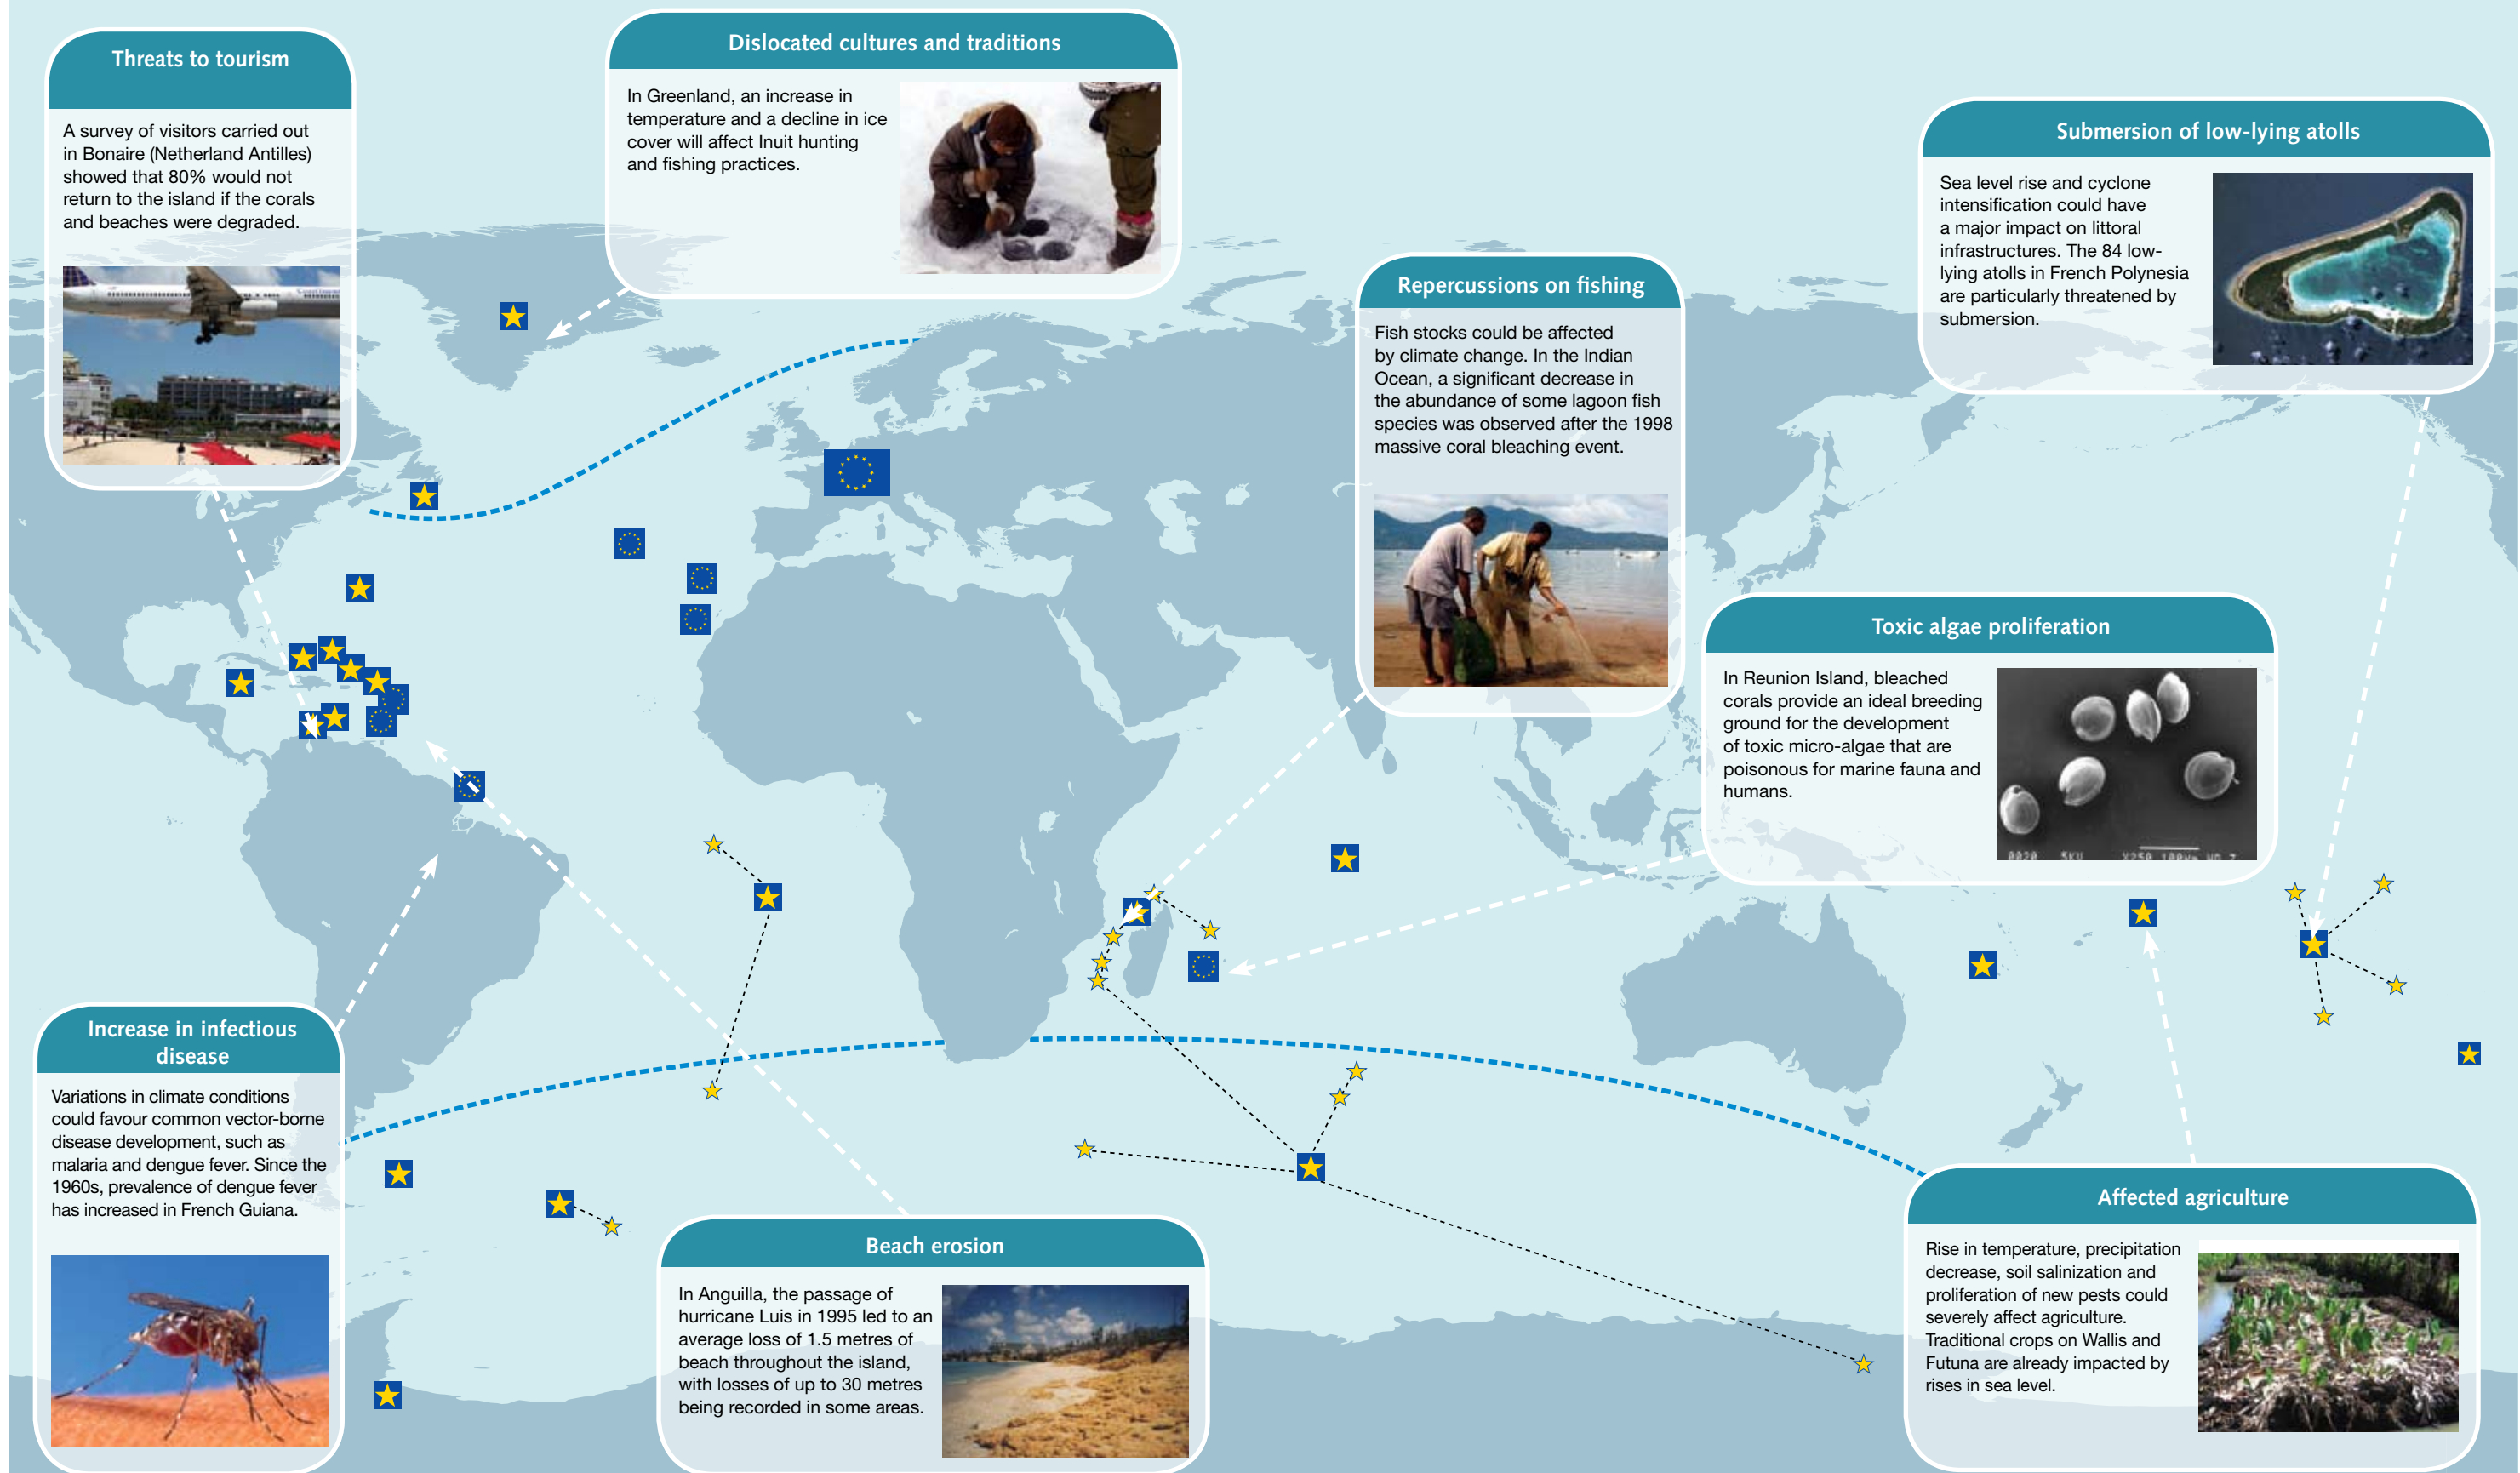 Threats to tourism
A survey of visitors carried out
in Bonaire (Netherland Antilles)
showed that 80% would not
return to the island if the corals
and beaches were degraded.
Dislocated cultures and traditions
In Greenland, an increase in
temperature and a decline in ice
cover will affect Inuit hunting
and fishing practices.
Repercussions on fishing
Fish stocks could be affected
by climate change. In the Indian
Ocean, a significant decrease in
the abundance of some lagoon fish
species was observed after the 1998
massive coral bleaching event.
Submersion of low-lying atolls
Sea level rise and cyclone
intensification could have
a major impact on littoral
infrastructures. The 84 low-
lying atolls in French Polynesia
are particularly threatened by
submersion.
Toxic algae proliferation
In Reunion Island, bleached
corals provide an ideal breeding
ground for the development
of toxic micro-algae that are
poisonous for marine fauna and
humans.
Increase in infectious
disease
Variations in climate conditions
could favour common vector-borne
disease development, such as
malaria and dengue fever. Since the
1960s, prevalence of dengue fever
has increased in French Guiana.
Beach erosion
In Anguilla, the passage of
hurricane Luis in 1995 led to an
average loss of 1.5 metres of
beach throughout the island,
with losses of up to 30 metres
being recorded in some areas.
Affected agriculture
Rise in temperature, precipitation
decrease, soil salinization and
proliferation of new pests could
severely affect agriculture.
Traditional crops on Wallis and
Futuna are already impacted by
rises in sea level.